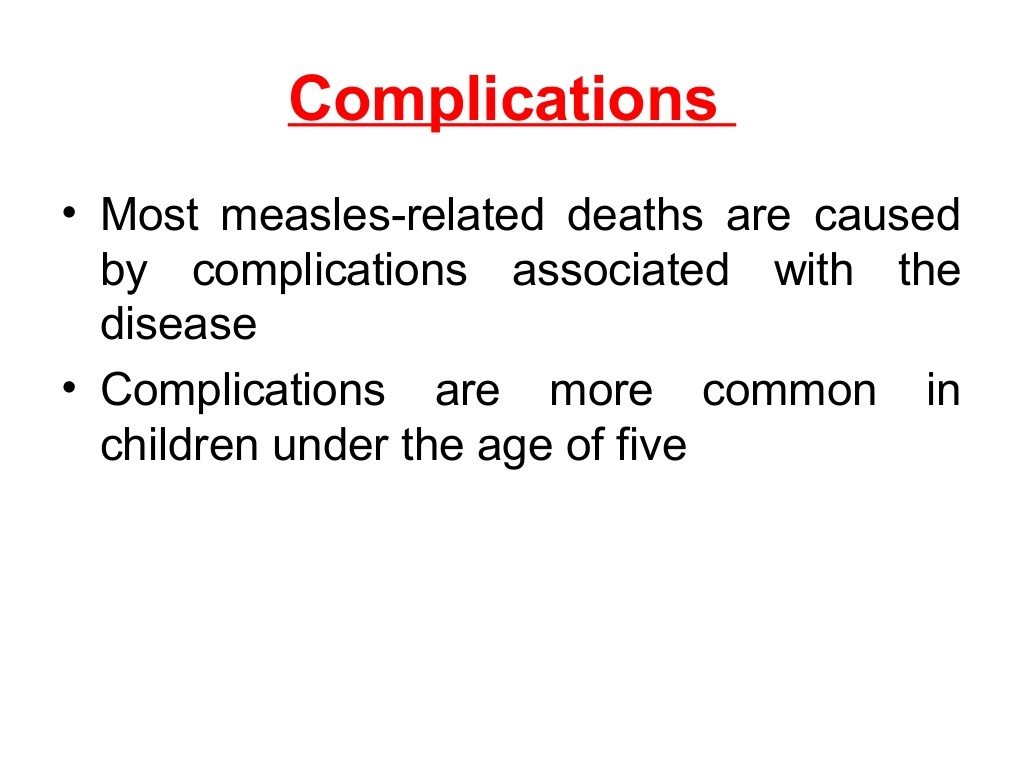 Complications
• Most measles-related deaths are caused
by complications associated with the
disease
• Complications are more common in
children under the age of five